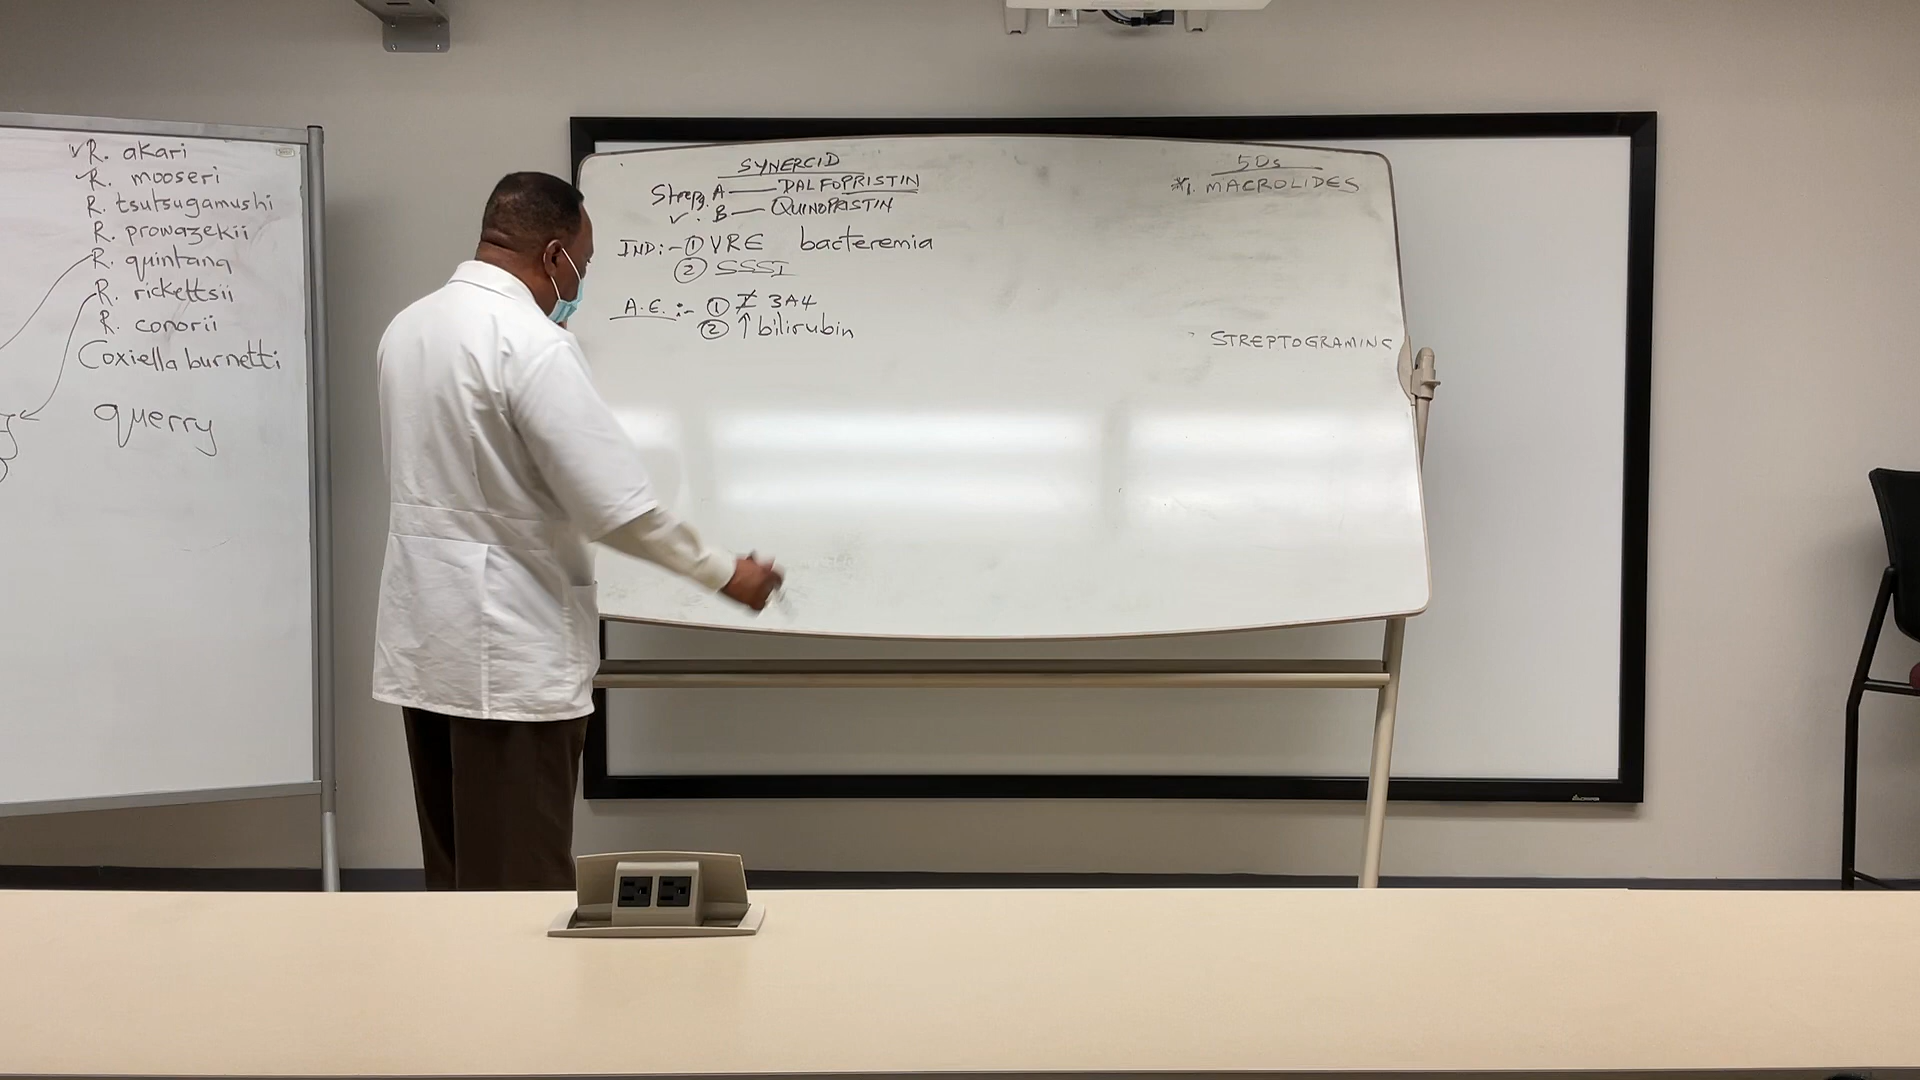 R. akari
R. mooseri
R. tsutsugamushi
R. prowazekii
R. quintana
R. rickettsii
R. conorii
Coxiella burnetti
querry
SYNERCID
Strepg. A — DALFOPRISTIN
B — QUINOPRISTIN
IND:- ① VRE bacteremia
② SSSI
A.E. :- ① I 3A4
② ↑ bilirubin
50s
*1. MACROLIDES
STREPTOGRAMINS